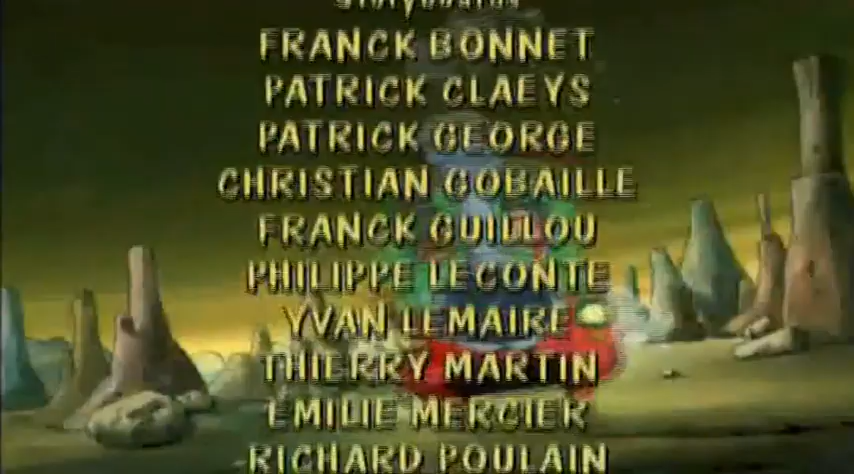 FRANCK BONNET
PATRICK CLAEYS
PATRICK GEORGE
CHRISTIAN GOBAILLE
FRANCK GUILLOU
PHILIPPE LECONTE
YVAN LEMAIRE
THIERRY MARTIN
EMILIE MERCIER
RICHARD POULAIN